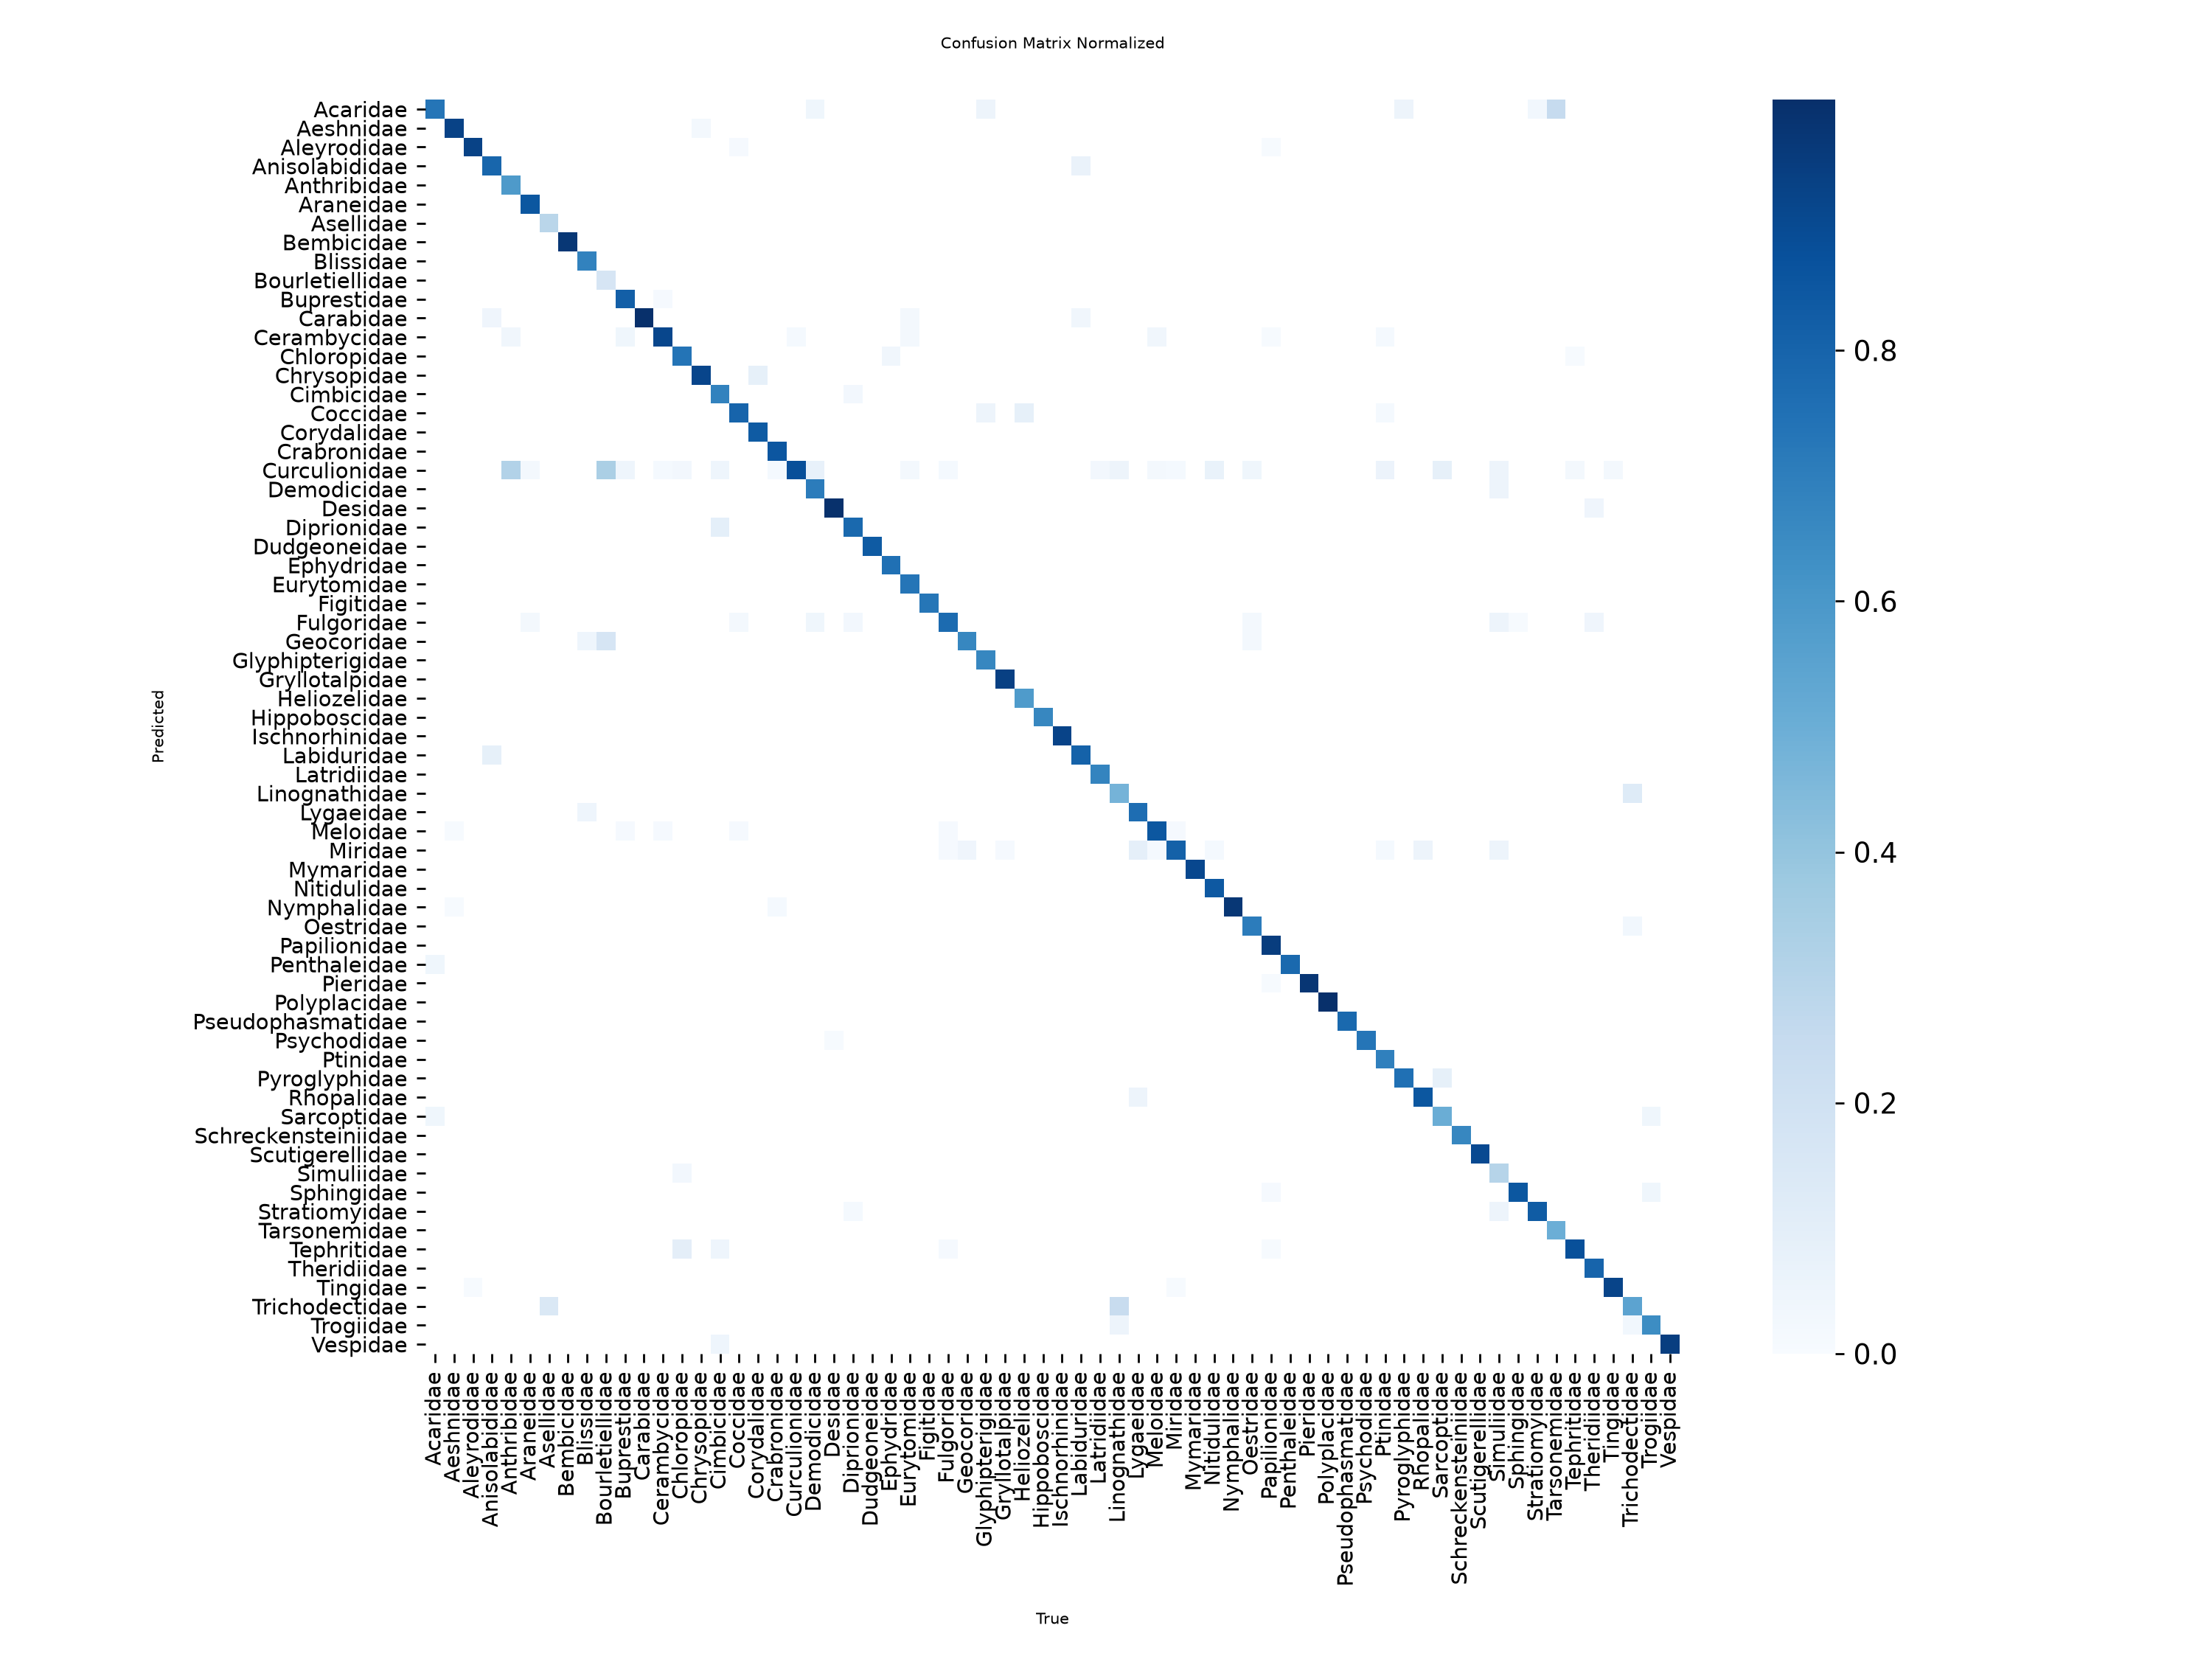 Confusion Matrix Normalized
Acaridae
Aeshnidae
Aleyrodidae
Anisolabididae
Anthribidae
Araneidae
Asellidae
Bembicidae
Blissidae
Bourletiellidae
Buprestidae
Carabidae
Cerambycidae
Chloropidae
Chrysopidae
Cimbicidae
Coccidae
Corydalidae
Crabronidae
Curculionidae
Demodicidae
Desidae
Diprionidae
Dudgeoneidae
Ephydridae
Eurytomidae
Figitidae
Fulgoridae
Geocoridae
Glyphipterigidae
Gryllotalpidae
Heliozelidae
Hippoboscidae
Ischnorhinidae
Labiduridae
Latridiidae
Linognathidae
Lygaeidae
Meloidae
Miridae
Mymaridae
Nitidulidae
Nymphalidae
Oestridae
Papilionidae
Penthaleidae
Pieridae
Polyplacidae
Pseudophasmatidae
Psychodidae
Ptinidae
Pyroglyphidae
Rhopalidae
Sarcoptidae
Schreckensteiniidae
Scutigerellidae
Simuliidae
Sphingidae
Stratiomyidae
Tarsonemidae
Tephritidae
Theridiidae
Tingidae
Trichodectidae
Trogiidae
Vespidae
Predicted
Acaridae
Aeshnidae
Aleyrodidae
Anisolabididae
Anthribidae
Araneidae
Asellidae
Bembicidae
Blissidae
Bourletiellidae
Buprestidae
Carabidae
Cerambycidae
Chloropidae
Chrysopidae
Cimbicidae
Coccidae
Corydalidae
Crabronidae
Curculionidae
Demodicidae
Desidae
Diprionidae
Dudgeoneidae
Ephydridae
Eurytomidae
Figitidae
Fulgoridae
Geocoridae
Glyphipterigidae
Gryllotalpidae
Heliozelidae
Hippoboscidae
Ischnorhinidae
Labiduridae
Latridiidae
Linognathidae
Lygaeidae
Meloidae
Miridae
Mymaridae
Nitidulidae
Nymphalidae
Oestridae
Papilionidae
Penthaleidae
Pieridae
Polyplacidae
Pseudophasmatidae
Psychodidae
Ptinidae
Pyroglyphidae
Rhopalidae
Sarcoptidae
Schreckensteiniidae
Scutigerellidae
Simuliidae
Sphingidae
Stratiomyidae
Tarsonemidae
Tephritidae
Theridiidae
Tingidae
Trichodectidae
Trogiidae
Vespidae
True
0.8
0.6
0.4
0.2
0.0